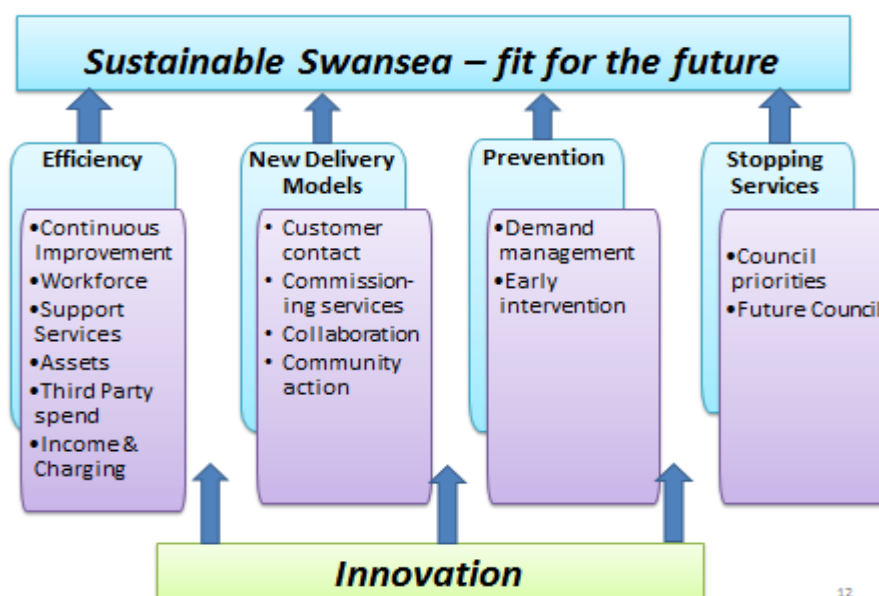 Sustainable Swansea – fit for the future
Efficiency
•Continuous
Improvement
•Workforce
•Support
Services
•Assets
•Third Party
spend
•Income &
Charging
New Delivery
Models
• Customer
contact
• Commission-
ing services
• Collaboration
• Community
action
Prevention
•Demand
management
•Early
intervention
Stopping
Services
•Council
priorities
•Future Council
Innovation
12